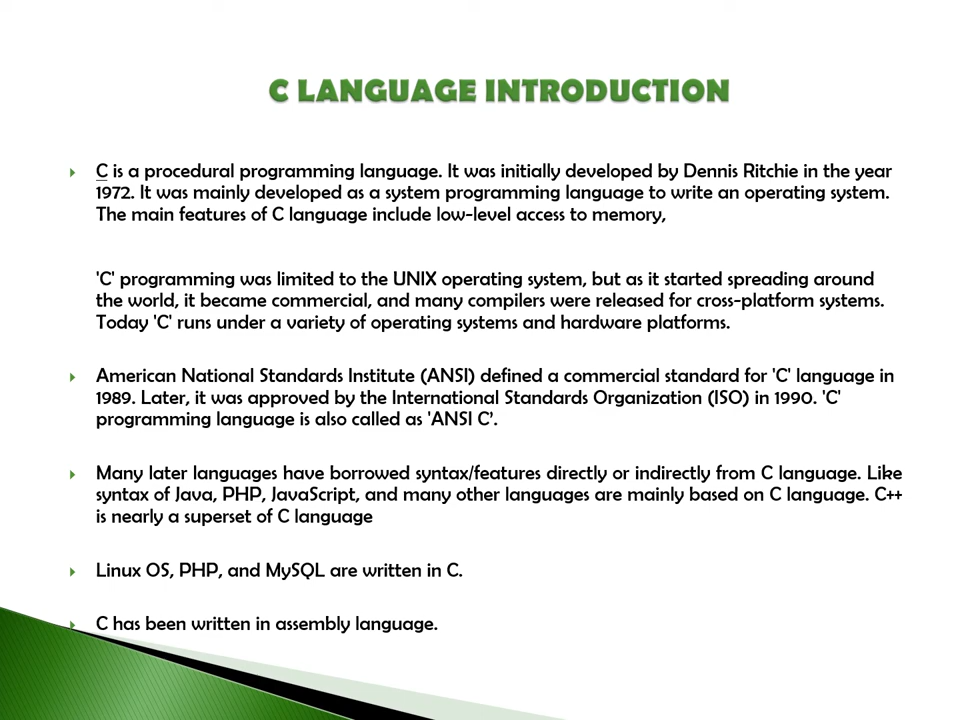 C LANGUAGE INTRODUCTION
C is a procedural programming language. It was initially developed by Dennis Ritchie in the year
1972. It was mainly developed as a system programming language to write an operating system.
The main features of C language include low-level access to memory,
'C' programming was limited to the UNIX operating system, but as it started spreading around
the world, it became commercial, and many compilers were released for cross-platform systems.
Today 'C' runs under a variety of operating systems and hardware platforms.
American National Standards Institute (ANSI) defined a commercial standard for 'C' language in
1989. Later, it was approved by the International Standards Organization (ISO) in 1990. 'C'
programming language is also called as 'ANSI C'.
Many later languages have borrowed syntax/features directly or indirectly from C language. Like
syntax of Java, PHP, JavaScript, and many other languages are mainly based on C language. C++
is nearly a superset of C language
Linux OS, PHP, and MySQL are written in C.
C has been written in assembly language.